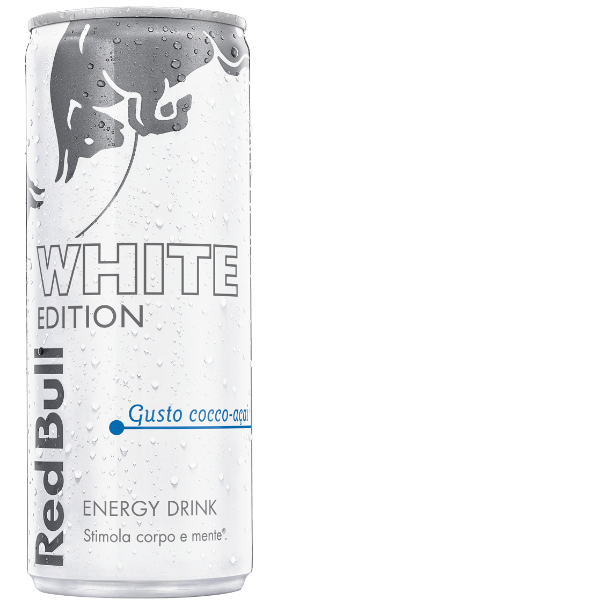 WHITE
EDITION
Red Bull
Gusto cocco-açaí
ENERGY DRINK
Stimola corpo e mente®.